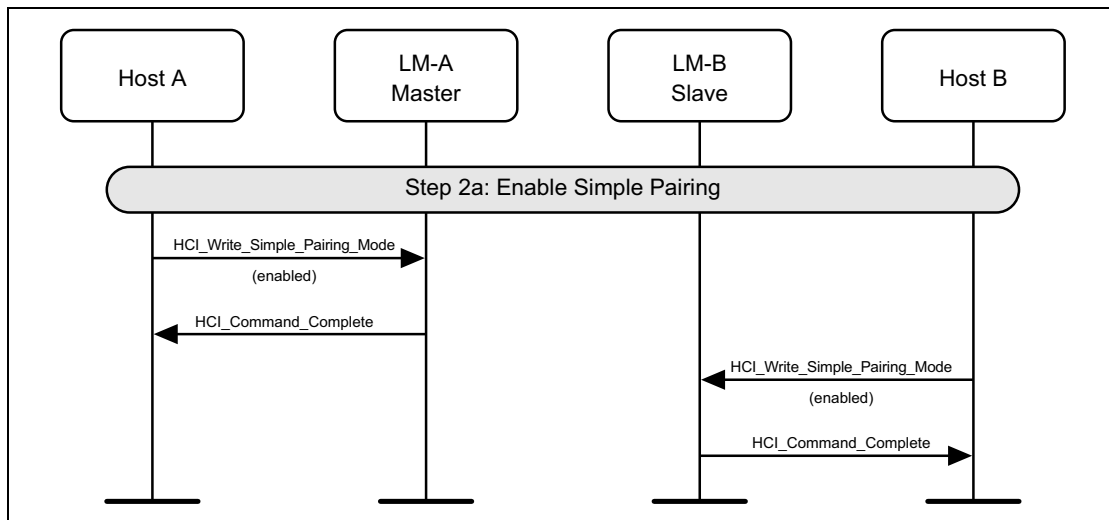 Host A
LM-A
Master
LM-B
Slave
Host B
Step 2a: Enable Simple Pairing
HCI_Write_Simple_Pairing_Mode
(enabled)
HCI_Command_Complete
HCI_Write_Simple_Pairing_Mode
(enabled)
HCI_Command_Complete